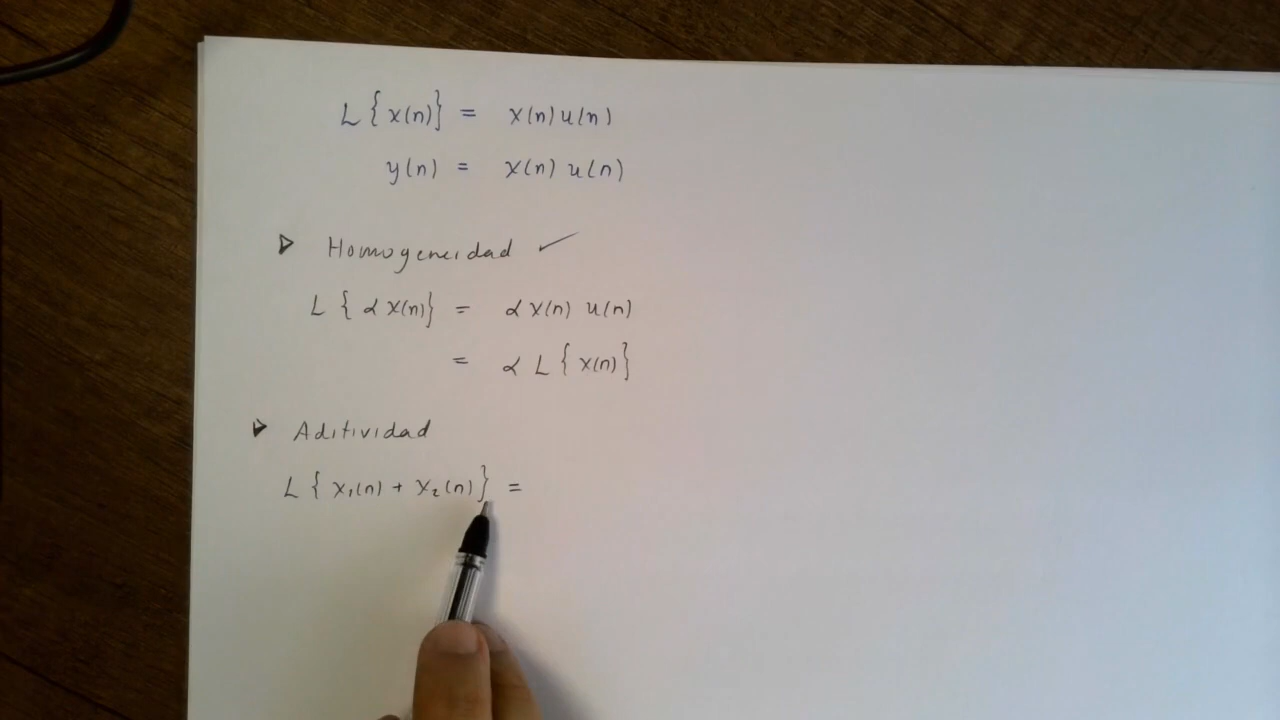 L { x(n)} = x(n) u(n)
y(n) = x(n) u(n)
Homogeneidad ✓
L { α x(n)} = α x(n) u(n)
= α L { x(n)}
Aditividad
L { x₁(n) + x₂(n) } =